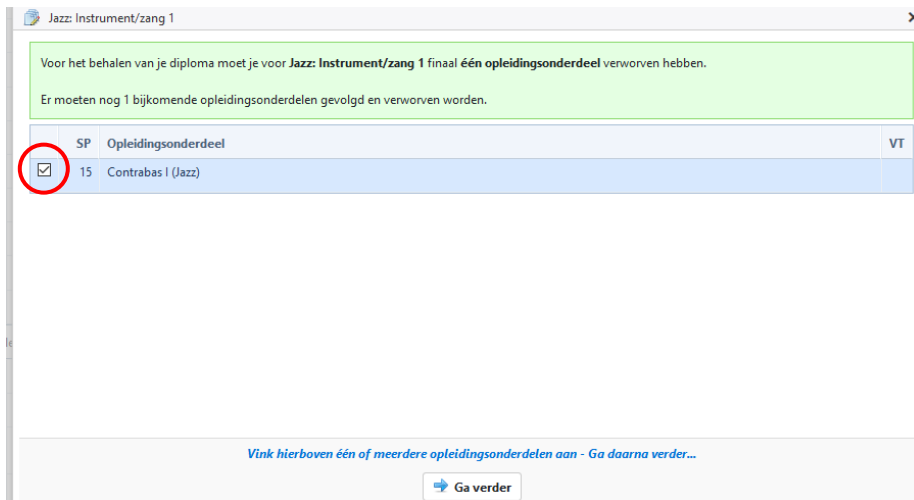 Jazz: Instrument/zang 1
Voor het behalen van je diploma moet je voor Jazz: Instrument/zang 1 finaal één opleidingsonderdeel verworven hebben.
Er moeten nog 1 bijkomende opleidingsonderdelen gevolgd en verworven worden.
SP Opleidingsonderdeel VT
15 Contrabas I (Jazz)
Vink hierboven één of meerdere opleidingsonderdelen aan - Ga daarna verder...
Ga verder